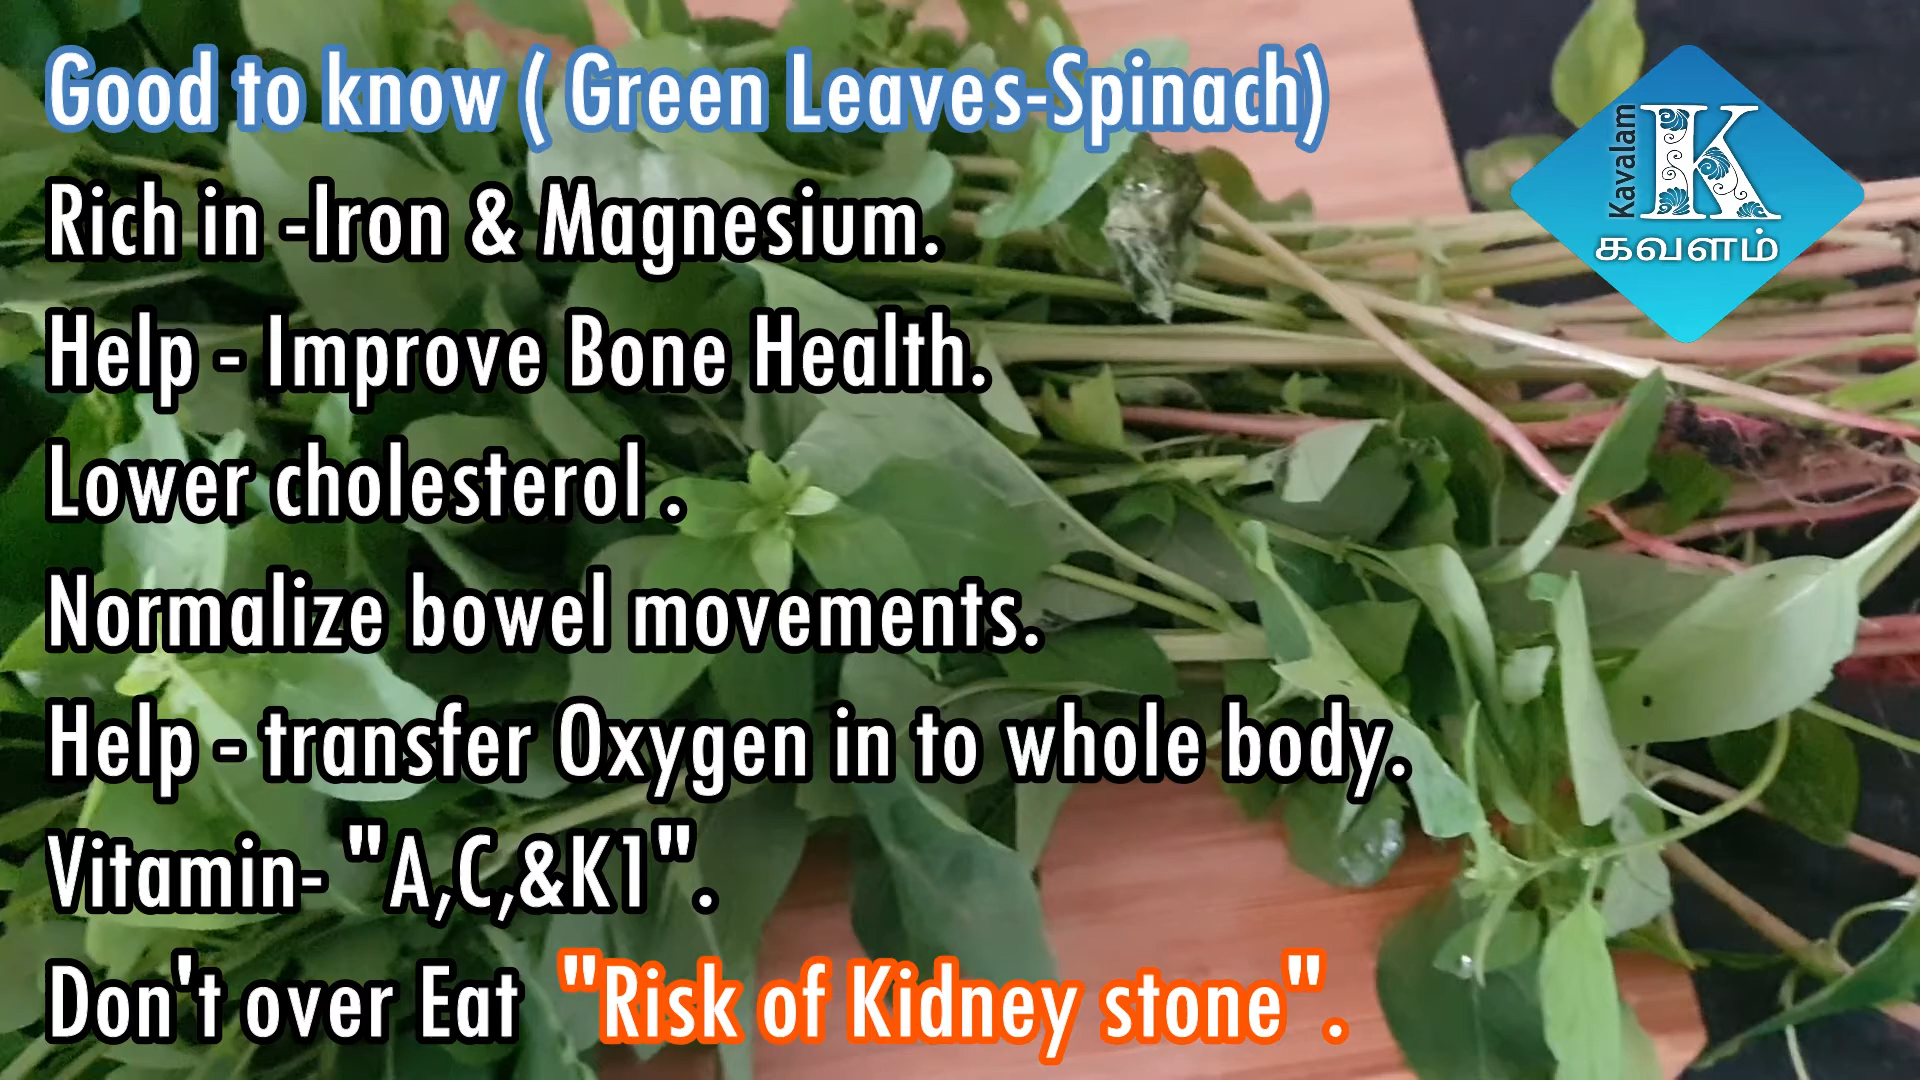 Good to know ( Green Leaves-Spinach)
Rich in -Iron & Magnesium.
Help - Improve Bone Health.
Lower cholesterol .
Normalize bowel movements.
Help - transfer Oxygen in to whole body.
Vitamin- "A,C,&K1".
Don't over Eat "Risk of Kidney stone".
Kavalam
K
கவளம்